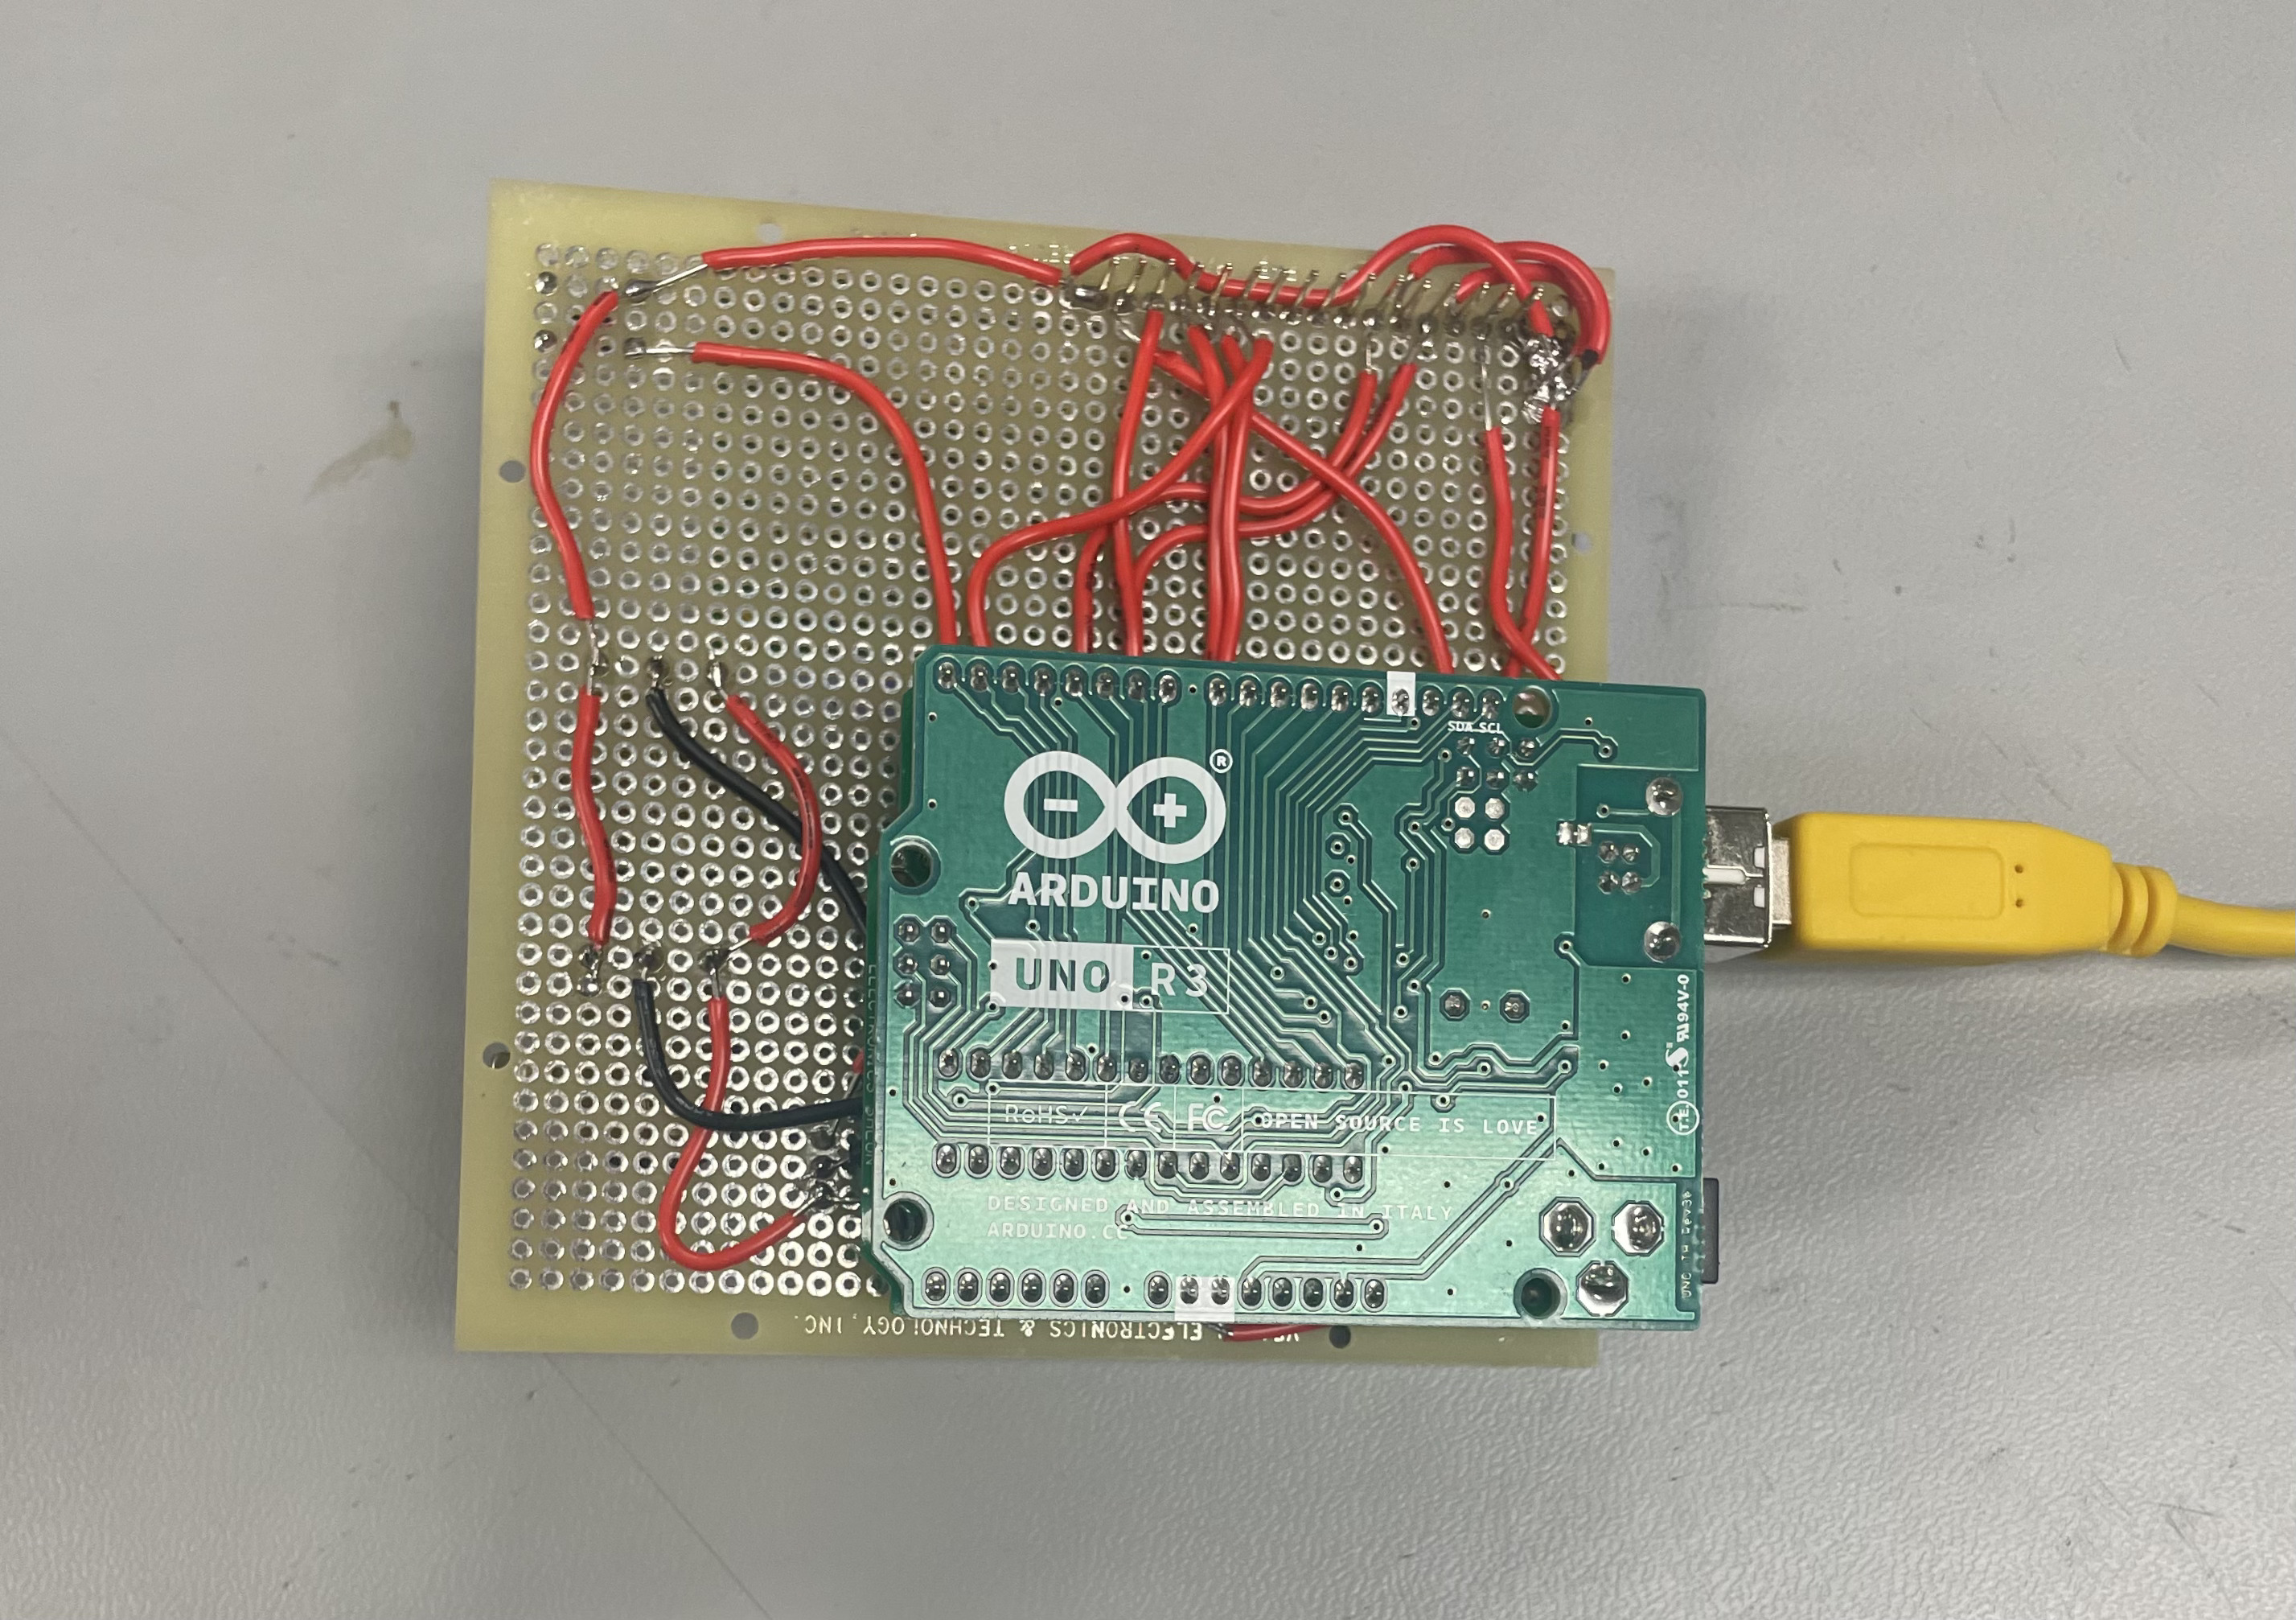 SDA SCL
®
- +
ARDUINO
UNO R3
RoHS✓ CE FC OPEN SOURCE IS LOVE
DESIGNED AND ASSEMBLED IN ITALY
ARDUINO.CC
94V-0
ELECTRONICS & TECHNOLOGY, INC.